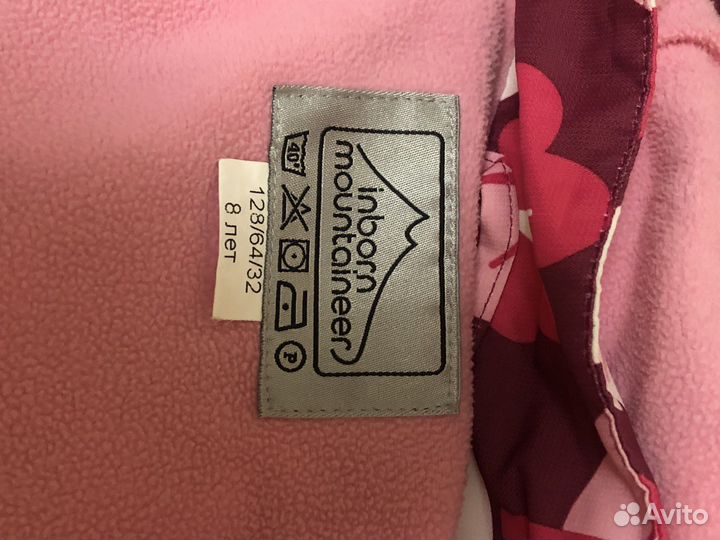 inborn
mountaineer
40°
P
128/64/32
8 лет
Avito